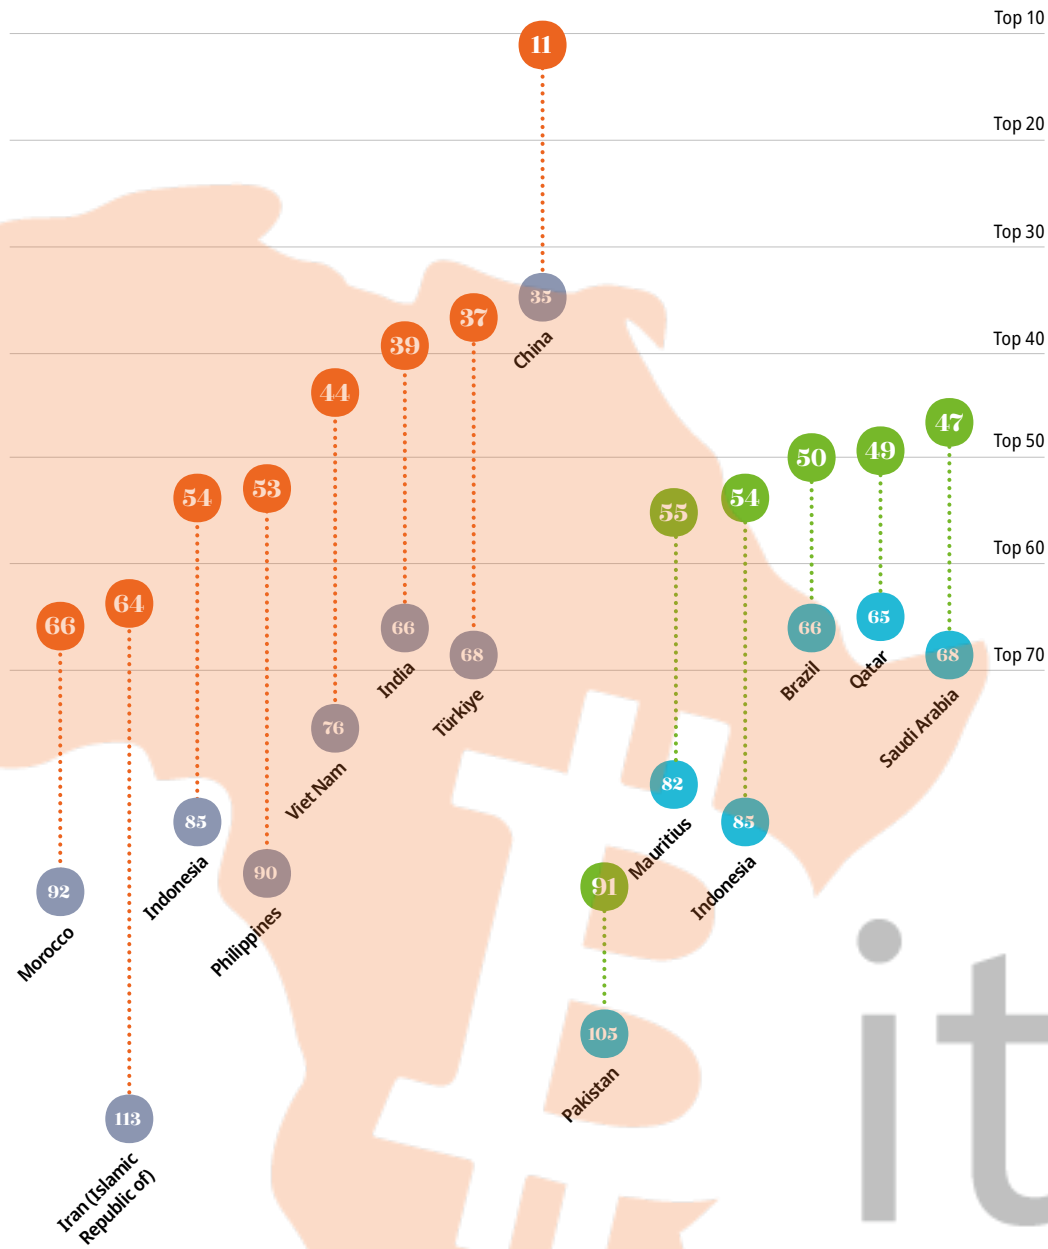 Top 10
11
Top 20
Top 30
35
China
37
39
Top 40
44
47
49
50
Top 50
53
54
54
55
Top 60
64
66
65
66
66
68
68
Top 70
India
Türkiye
Brazil
Qatar
Saudi Arabia
76
Viet Nam
82
Mauritius
85
Indonesia
85
Indonesia
90
Philippines
92
Morocco
91
105
Pakistan
113
Iran (Islamic
Republic of)
it